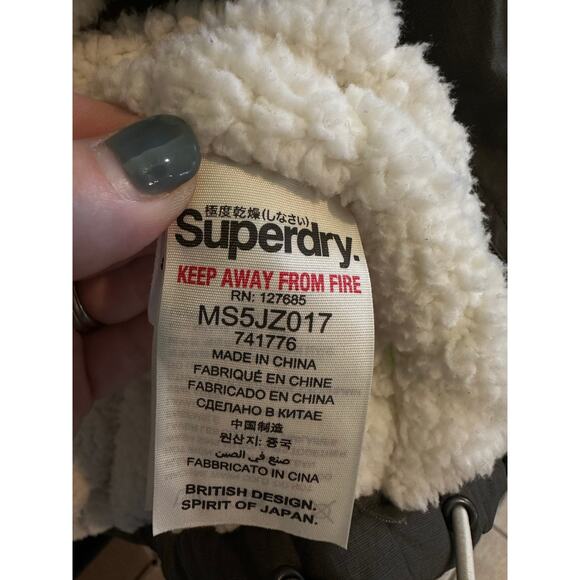 極度乾燥(しなさい)
Superdry.
KEEP AWAY FROM FIRE
RN: 127685
MS5JZ017
741776
MADE IN CHINA
FABRIQUÉ EN CHINE
FABRICADO EN CHINA
СДЕЛАНО В КИТАЕ
中国制造
원산지: 중국
صنع في الصين
FABBRICATO IN CINA
BRITISH DESIGN.
SPIRIT OF JAPAN.